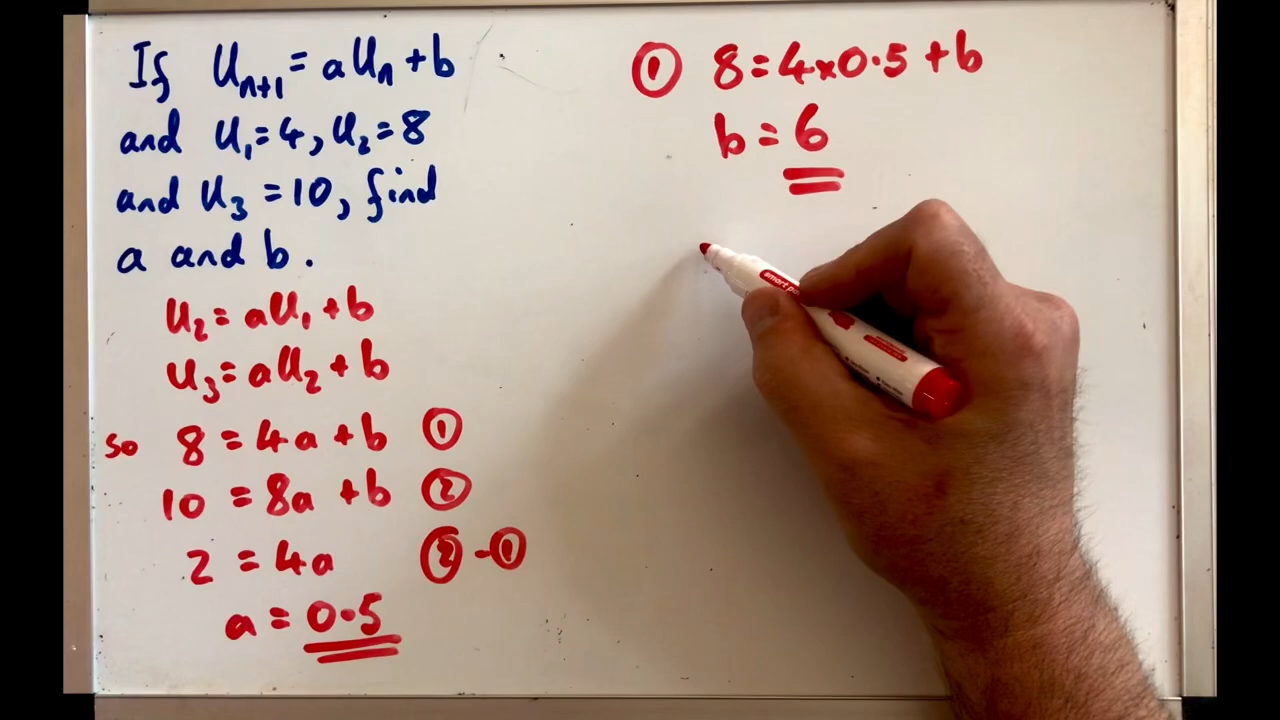 If Uₙ₊₁ = aUₙ + b
and U₁ = 4, U₂ = 8
and U₃ = 10, find
a and b.
U₂ = aU₁ + b
U₃ = aU₂ + b
so 8 = 4a + b ①
10 = 8a + b ②
2 = 4a ② - ①
a = 0.5
① 8 = 4×0.5 + b
b = 6
smart